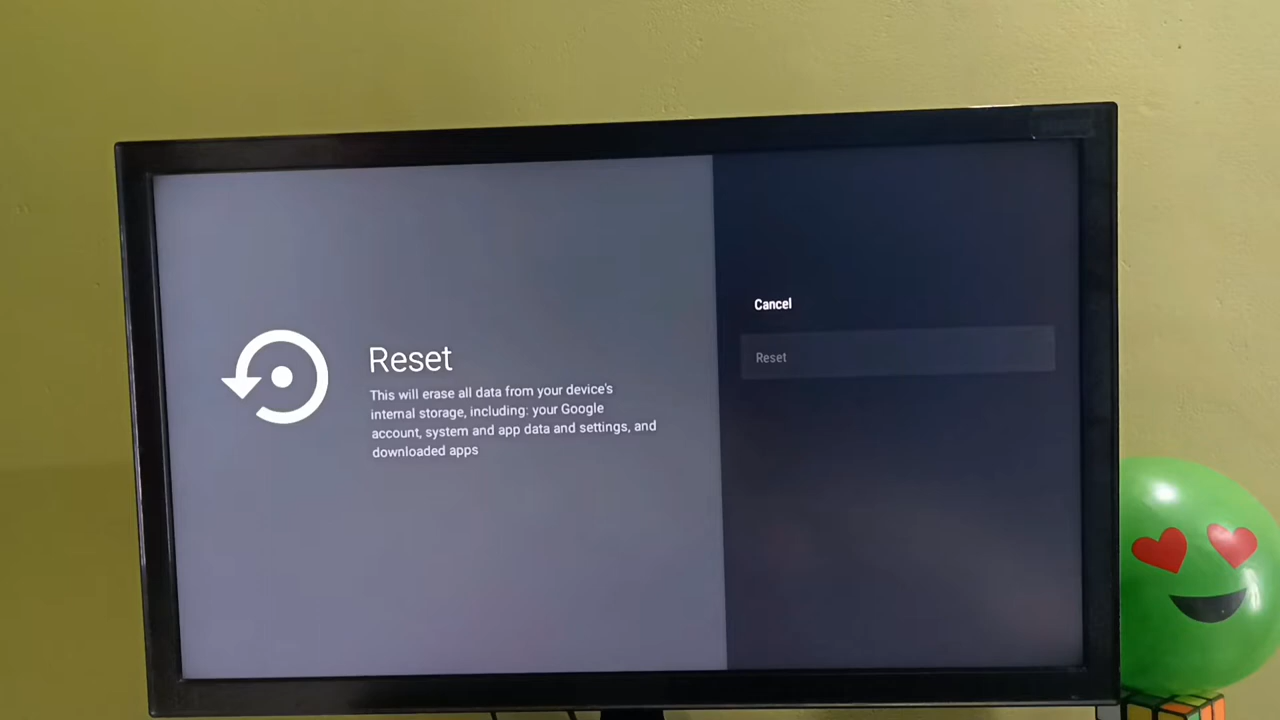 Reset
This will erase all data from your device's
internal storage, including: your Google
account, system and app data and settings, and
downloaded apps
Cancel
Reset